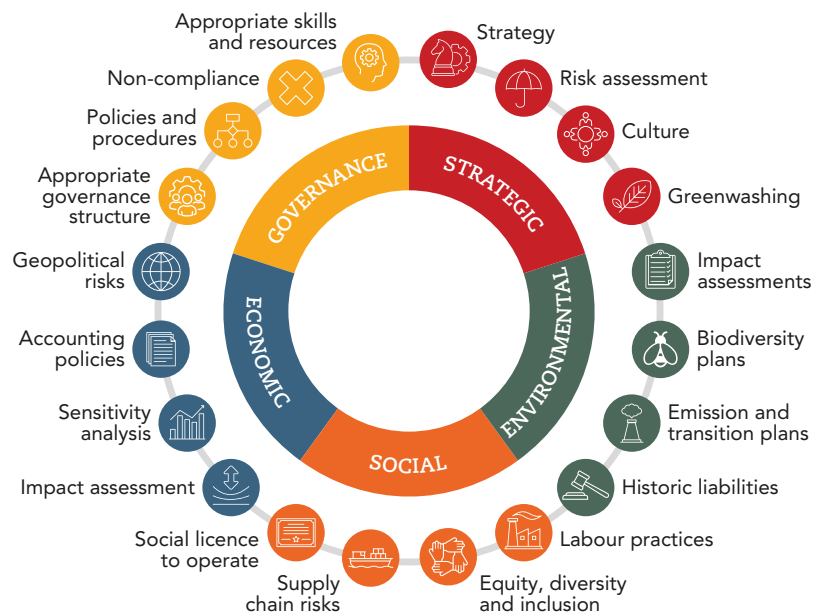 Appropriate skills
and resources
Strategy
Non-compliance
Risk assessment
Policies and
procedures
Culture
Appropriate
governance
structure
Greenwashing
GOVERNANCE
STRATEGIC
Geopolitical
risks
Impact
assessments
ECONOMIC
ENVIRONMENTAL
Accounting
policies
Biodiversity
plans
Sensitivity
analysis
Emission and
transition plans
SOCIAL
Impact assessment
Historic liabilities
Social licence
to operate
Labour practices
Supply
chain risks
Equity, diversity
and inclusion